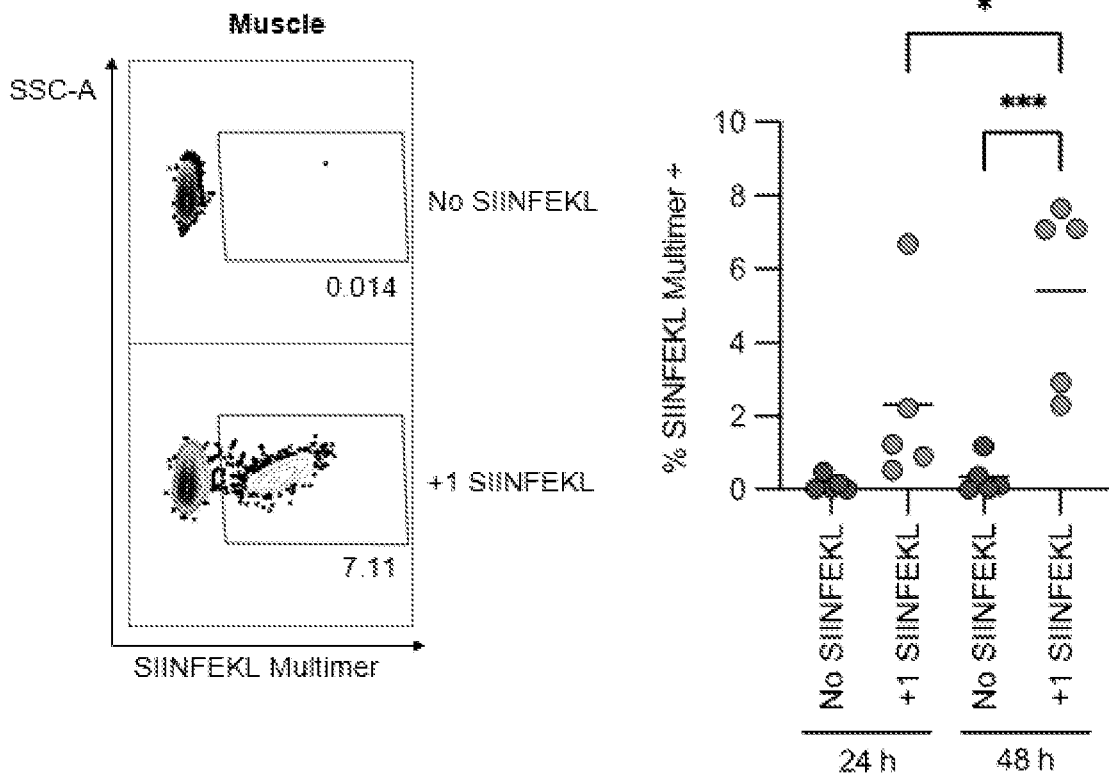 Muscle
SSC-A
No SIINFEKL
0.014
+1 SIINFEKL
7.11
SIINFEKL Multimer
*
***
% SIINFEKL Multimer +
10
8
6
4
2
0
No SIINFEKL
+1 SIINFEKL
No SIINFEKL
+1 SIINFEKL
24 h
48 h